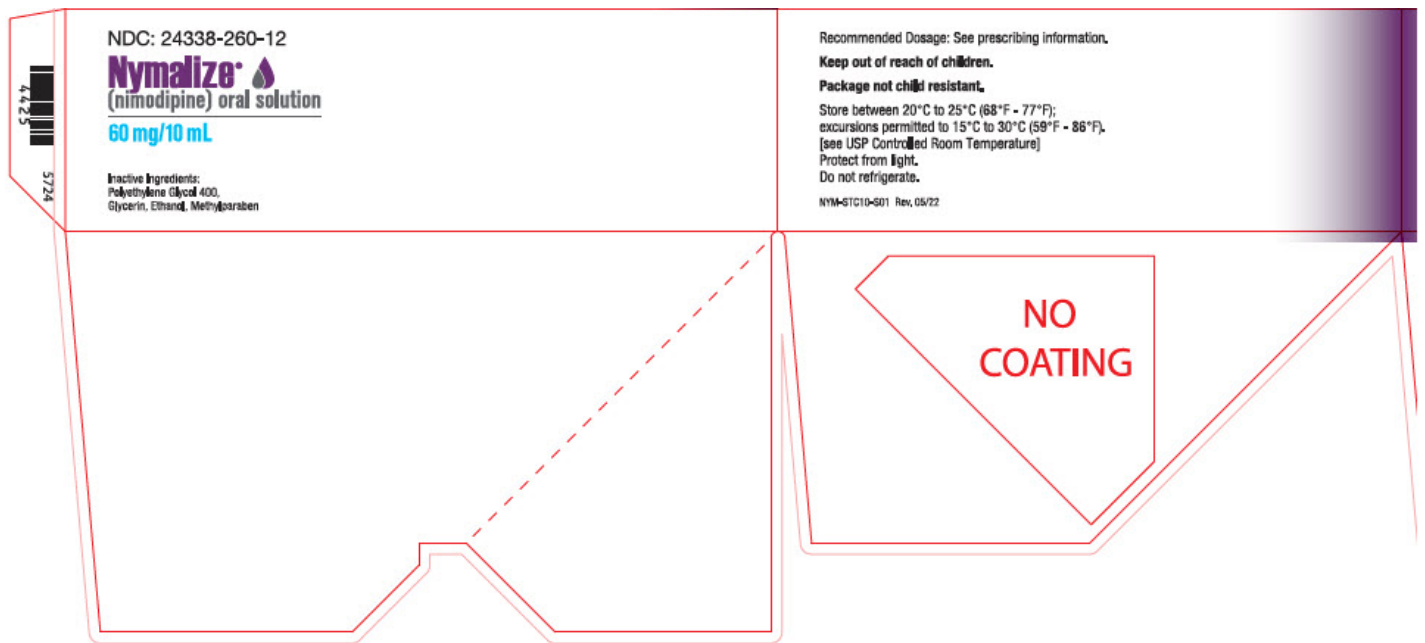 4425
5724
NDC: 24338-260-12
Nymalize®
(nimodipine) oral solution
60 mg/10 mL
Inactive Ingredients:
Polyethylene Glycol 400,
Glycerin, Ethanol, Methylparaben
Recommended Dosage: See prescribing information.
Keep out of reach of children.
Package not child resistant.
Store between 20°C to 25°C (68°F - 77°F);
excursions permitted to 15°C to 30°C (59°F - 86°F).
[see USP Controlled Room Temperature]
Protect from light.
Do not refrigerate.
NYM-STC10-S01 Rev. 05/22
NO
COATING